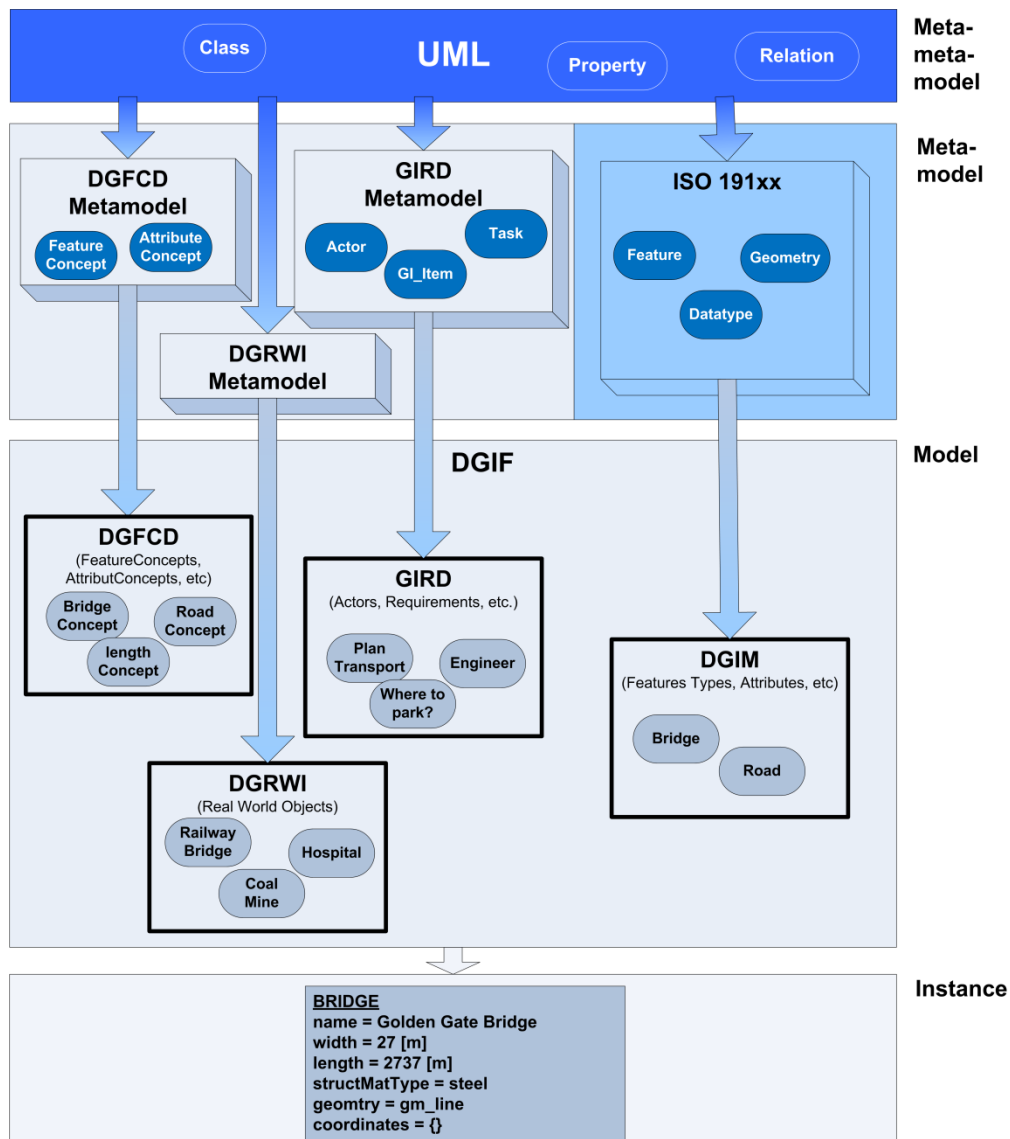 Meta-
meta-
model
Class
UML
Property
Relation
Meta-
model
DGFCD
Metamodel
Feature
Concept
Attribute
Concept
GIRD
Metamodel
Actor
Task
GI_Item
ISO 191xx
Feature
Geometry
Datatype
DGRWI
Metamodel
Model
DGIF
DGFCD
(FeatureConcepts,
AttributConcepts, etc)
Bridge
Concept
Road
Concept
length
Concept
GIRD
(Actors, Requirements, etc.)
Plan
Transport
Engineer
Where to
park?
DGIM
(Features Types, Attributes, etc)
Bridge
Road
DGRWI
(Real World Objects)
Railway
Bridge
Hospital
Coal
Mine
Instance
BRIDGE
name = Golden Gate Bridge
width = 27 [m]
length = 2737 [m]
structMatType = steel
geomtry = gm_line
coordinates = {}